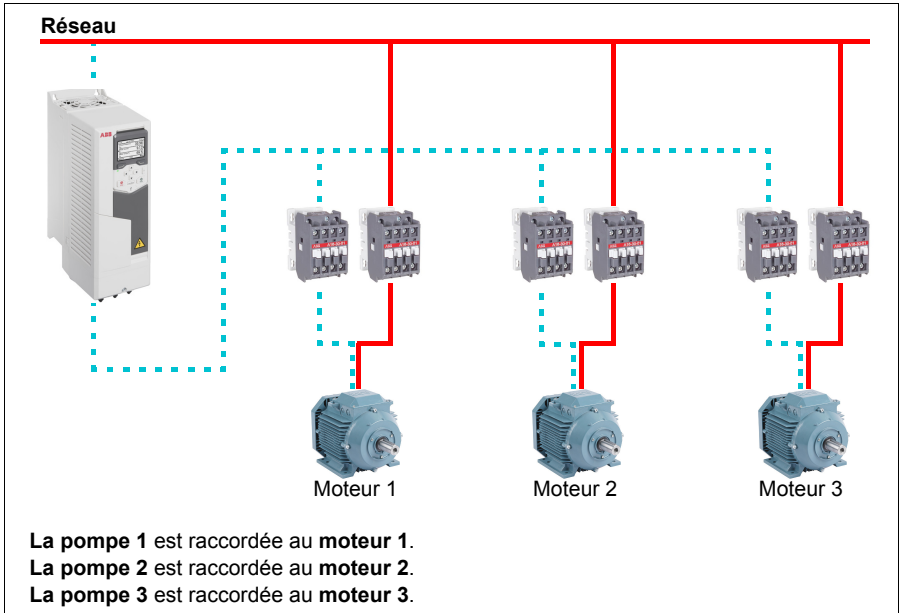 Réseau
ABB
Moteur 1
Moteur 2
Moteur 3
La pompe 1 est raccordée au moteur 1.
La pompe 2 est raccordée au moteur 2.
La pompe 3 est raccordée au moteur 3.